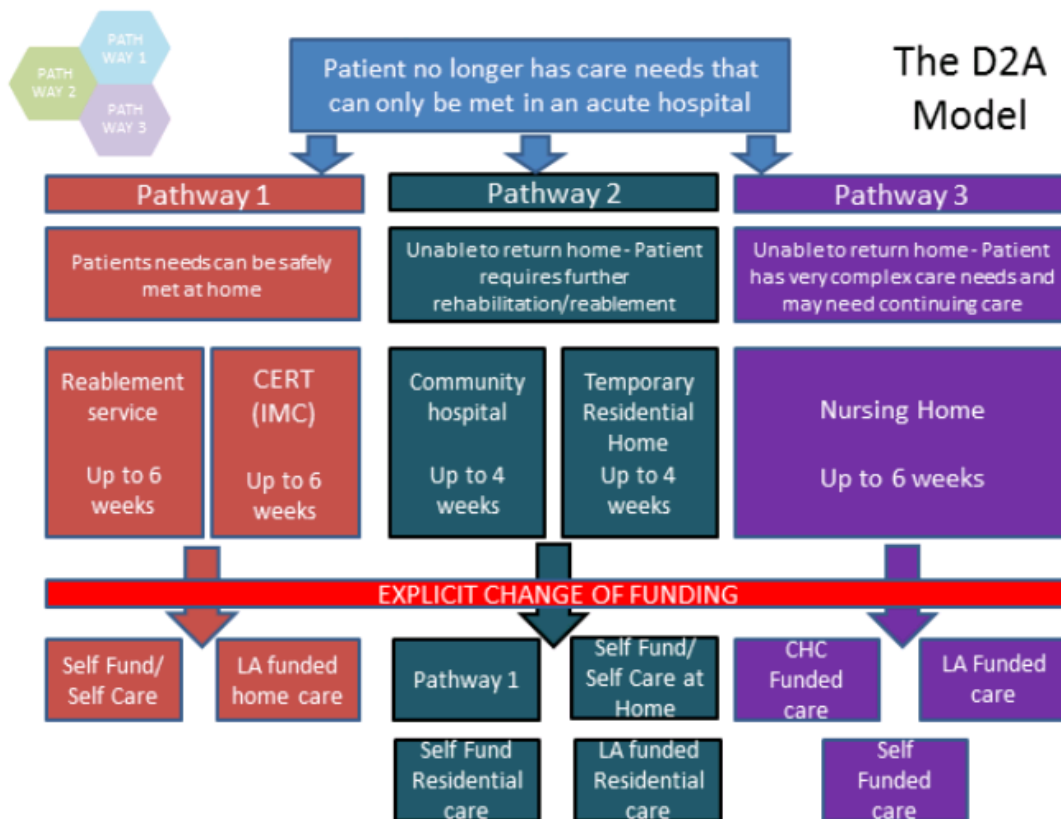 PATH
WAY 1
PATH
WAY 2
PATH
WAY 3
Patient no longer has care needs that
can only be met in an acute hospital
The D2A
Model
Pathway 1
Pathway 2
Pathway 3
Patients needs can be safely
met at home
Unable to return home - Patient
requires further
rehabilitation/reablement
Unable to return home - Patient
has very complex care needs and
may need continuing care
Reablement
service
Up to 6
weeks
CERT
(IMC)
Up to 6
weeks
Community
hospital
Up to 4
weeks
Temporary
Residential
Home
Up to 4
weeks
Nursing Home
Up to 6 weeks
EXPLICIT CHANGE OF FUNDING
Self Fund/
Self Care
LA funded
home care
Pathway 1
Self Fund/
Self Care at
Home
CHC
Funded
care
LA Funded
care
Self Fund
Residential
care
LA funded
Residential
care
Self
Funded
care